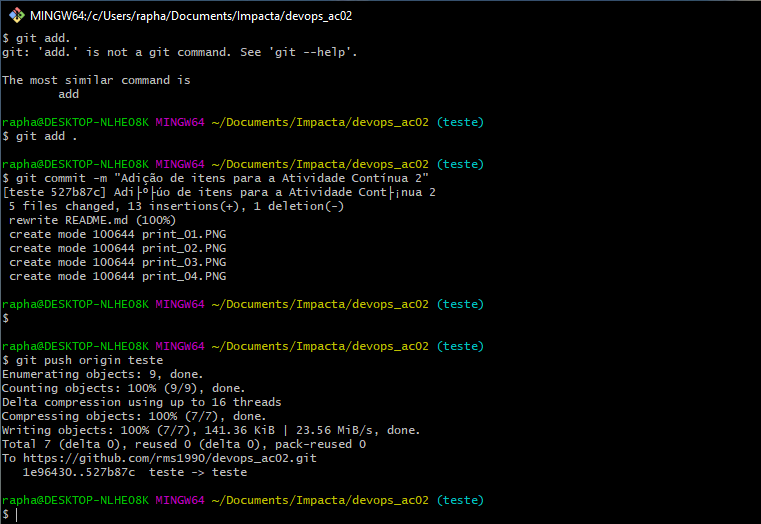 MINGW64:/c/Users/rapha/Documents/Impacta/devops_ac02
$ git add.
git: 'add.' is not a git command. See 'git --help'.
The most similar command is
        add
rapha@DESKTOP-NLHEO8K MINGW64 ~/Documents/Impacta/devops_ac02 (teste)
$ git add .
rapha@DESKTOP-NLHEO8K MINGW64 ~/Documents/Impacta/devops_ac02 (teste)
$ git commit -m "Adição de itens para a Atividade Contínua 2"
[teste 527b87c] Adi├º├úo de itens para a Atividade Cont├¡nua 2
 5 files changed, 13 insertions(+), 1 deletion(-)
 rewrite README.md (100%)
 create mode 100644 print_01.PNG
 create mode 100644 print_02.PNG
 create mode 100644 print_03.PNG
 create mode 100644 print_04.PNG
rapha@DESKTOP-NLHEO8K MINGW64 ~/Documents/Impacta/devops_ac02 (teste)
$
rapha@DESKTOP-NLHEO8K MINGW64 ~/Documents/Impacta/devops_ac02 (teste)
$ git push origin teste
Enumerating objects: 9, done.
Counting objects: 100% (9/9), done.
Delta compression using up to 16 threads
Compressing objects: 100% (7/7), done.
Writing objects: 100% (7/7), 141.36 KiB | 23.56 MiB/s, done.
Total 7 (delta 0), reused 0 (delta 0), pack-reused 0
To https://github.com/rms1990/devops_ac02.git
   1e96430..527b87c  teste -> teste
rapha@DESKTOP-NLHEO8K MINGW64 ~/Documents/Impacta/devops_ac02 (teste)
$